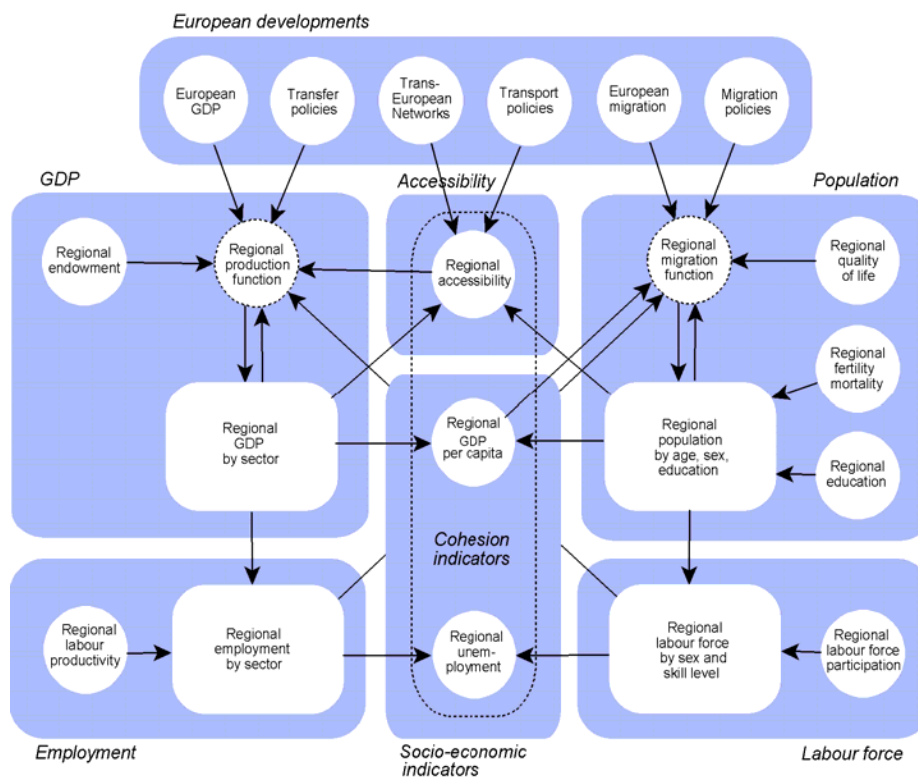 European developments
European
GDP
Transfer
policies
Trans-
European
Networks
Transport
policies
European
migration
Migration
policies
GDP
Accessibility
Population
Regional
endowment
Regional
production
function
Regional
accessibility
Regional
migration
function
Regional
quality
of life
Regional
fertility
mortality
Regional
GDP
by sector
Regional
GDP
per capita
Regional
population
by age, sex,
education
Regional
education
Cohesion
indicators
Regional
labour
productivity
Regional
employment
by sector
Regional
unem-
ployment
Regional
labour force
by sex and
skill level
Regional
labour force
participation
Employment
Socio-economic
indicators
Labour force